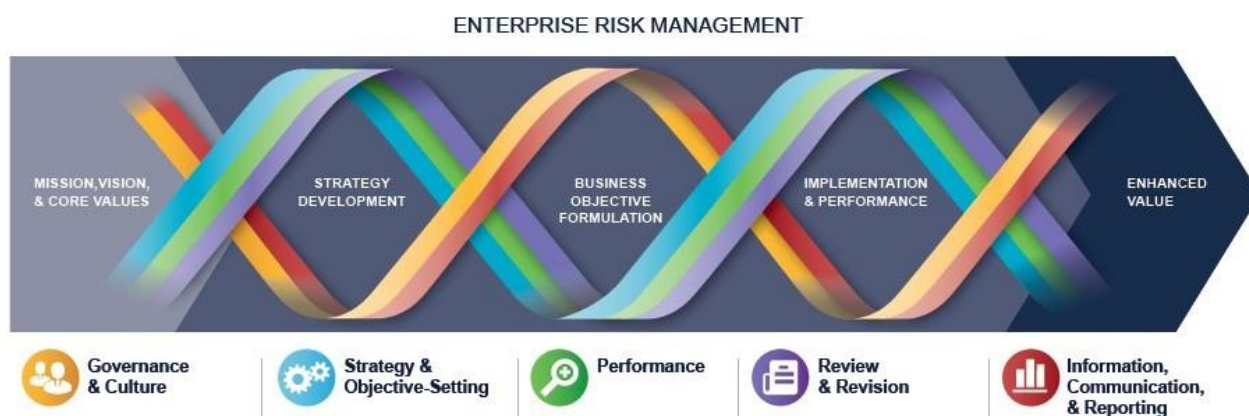 ENTERPRISE RISK MANAGEMENT
MISSION,VISION,
& CORE VALUES
STRATEGY
DEVELOPMENT
BUSINESS
OBJECTIVE
FORMULATION
IMPLEMENTATION
& PERFORMANCE
ENHANCED
VALUE
Governance
& Culture
Strategy &
Objective-Setting
Performance
Review
& Revision
Information,
Communication,
& Reporting